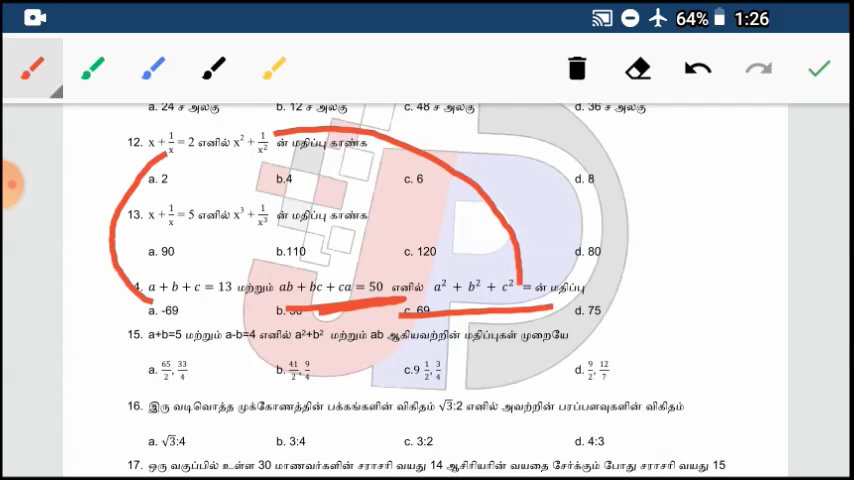 64% 1:26
a. 24 ச அலகு b. 12 ச அலகு c. 48 ச அலகு d. 36 ச அலகு
12. x + 1/x = 2 எனில் x² + 1/x² ன் மதிப்பு காண்க
a. 2 b.4 c. 6 d. 8
13. x + 1/x = 5 எனில் x³ + 1/x³ ன் மதிப்பு காண்க
a. 90 b.110 c. 120 d. 80
4. a + b + c = 13 மற்றும் ab + bc + ca = 50 எனில் a² + b² + c² = ன் மதிப்பு
a. -69 b. c. 69 d. 75
15. a+b=5 மற்றும் a-b=4 எனில் a²+b² மற்றும் ab ஆகியவற்றின் மதிப்புகள் முறையே
a. 65/2, 33/4 b. 41/2, 9/4 c.9 1/2, 3/4 d. 9/2, 12/7
16. இரு வடிவொத்த முக்கோணத்தின் பக்கங்களின் விகிதம் √3:2 எனில் அவற்றின் பரப்பளவுகளின் விகிதம்
a. √3:4 b. 3:4 c. 3:2 d. 4:3
17. ஒரு வகுப்பில் உள்ள 30 மாணவர்களின் சராசரி வயது 14 ஆசிரியரின் வயதை சேர்க்கும் போது சராசரி வயது 15